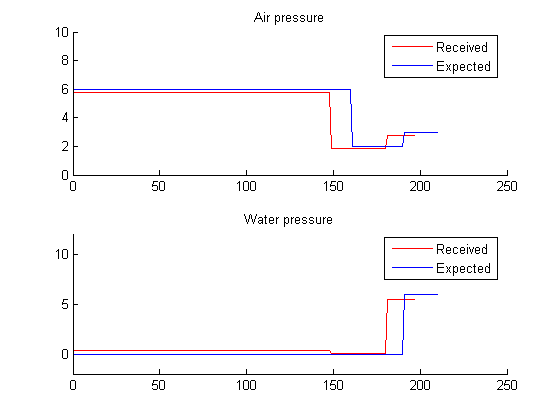 Air pressure
10
8
6
4
2
0
0 50 100 150 200 250
Received
Expected
Water pressure
10
5
0
0 50 100 150 200 250
Received
Expected